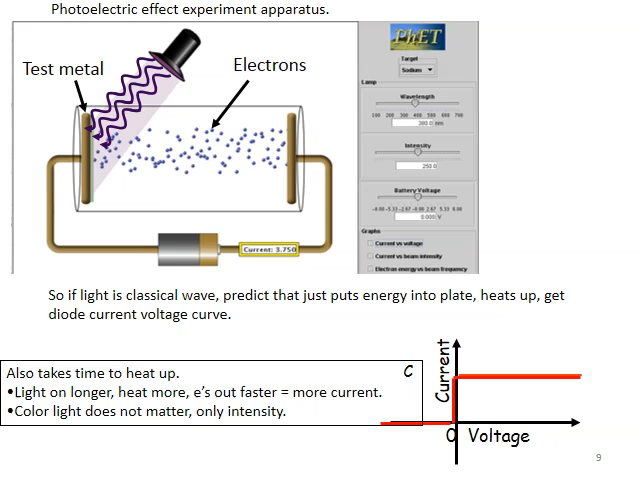 Photoelectric effect experiment apparatus.
PhET
Test metal
Electrons
Target
Sodium
Lamp
Wavelength
100 200 300 400 500 600 700
Intensity
Battery Voltage
0.000 V
Graphs
Current vs voltage
Current vs beam intensity
Electron energy vs beam frequency
Current: 3.750
So if light is classical wave, predict that just puts energy into plate, heats up, get
diode current voltage curve.
Also takes time to heat up.
•Light on longer, heat more, e’s out faster = more current.
•Color light does not matter, only intensity.
C
Current
0 Voltage
9